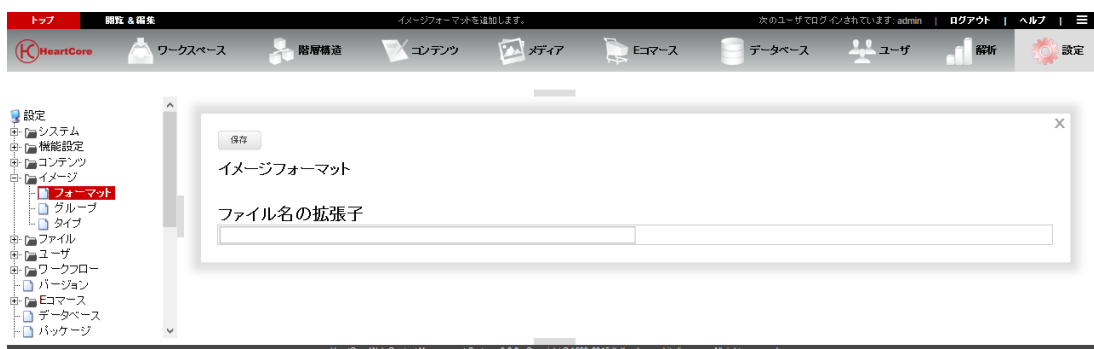 トップ 閲覧 & 編集 イメージフォーマットを追加します。 次のユーザでログインされています: admin | ログアウト | ヘルプ |
HeartCore ワークスペース 階層構造 コンテンツ メディア Eコマース データベース ユーザ 解析 設定
設定
システム
機能設定
コンテンツ
イメージ
フォーマット
グループ
タイプ
ファイル
ユーザ
ワークフロー
バージョン
Eコマース
データベース
パッケージ
X
保存
イメージフォーマット
ファイル名の拡張子